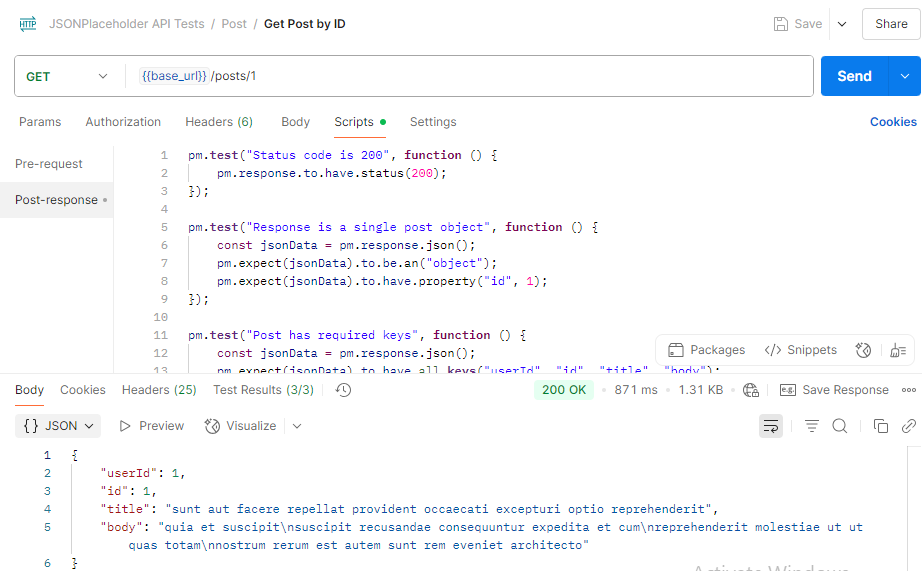 HTTP JSONPlaceholder API Tests / Post / Get Post by ID Save Share
GET {{base_url}}/posts/1 Send
Params Authorization Headers (6) Body Scripts Settings Cookies
Pre-request
Post-response
1 pm.test("Status code is 200", function () {
2 pm.response.to.have.status(200);
3 });
4
5 pm.test("Response is a single post object", function () {
6 const jsonData = pm.response.json();
7 pm.expect(jsonData).to.be.an("object");
8 pm.expect(jsonData).to.have.property("id", 1);
9 });
10
11 pm.test("Post has required keys", function () {
12 const jsonData = pm.response.json();
13 pm.expect(jsonData).to.have.all.keys("userId", "id", "title", "body");
Packages </> Snippets
Body Cookies Headers (25) Test Results (3/3) 200 OK • 871 ms • 1.31 KB • e.g. Save Response
{} JSON Preview Visualize
1 {
2 "userId": 1,
3 "id": 1,
4 "title": "sunt aut facere repellat provident occaecati excepturi optio reprehenderit",
5 "body": "quia et suscipit\nsuscipit recusandae consequuntur expedita et cum\nreprehenderit molestiae ut ut
quas totam\nnostrum rerum est autem sunt rem eveniet architecto"
6 }
Activate Windows